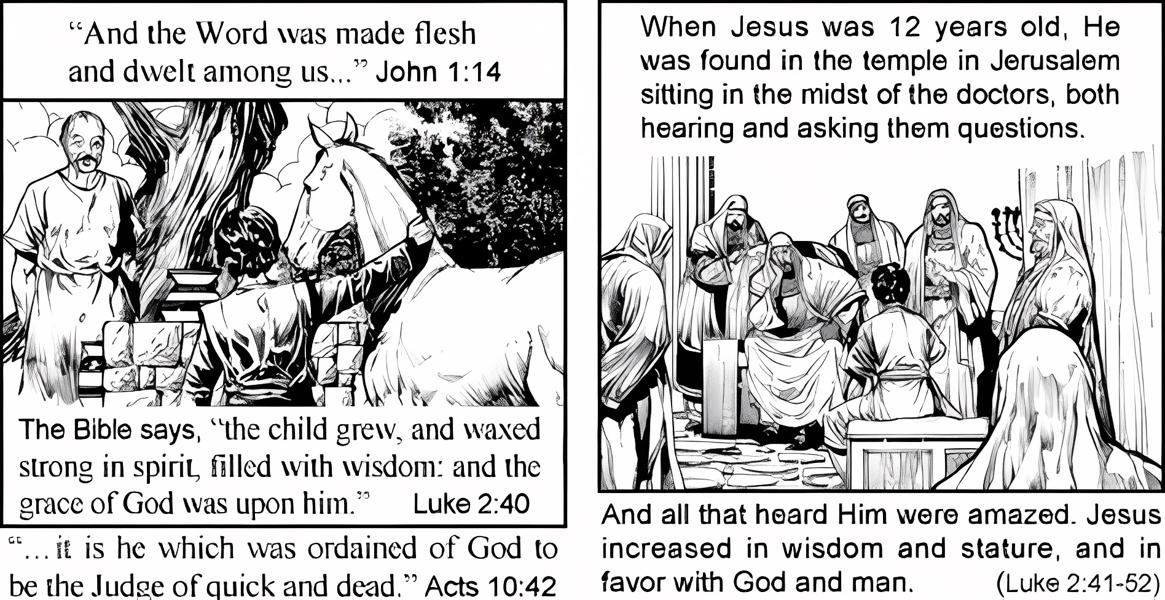 “And the Word was made flesh
and dwelt among us...” John 1:14
The Bible says, “the child grew, and waxed
strong in spirit, filled with wisdom: and the
grace of God was upon him.” Luke 2:40
“...it is he which was ordained of God to
be the Judge of quick and dead.” Acts 10:42
When Jesus was 12 years old, He
was found in the temple in Jerusalem
sitting in the midst of the doctors, both
hearing and asking them questions.
And all that heard Him were amazed. Jesus
increased in wisdom and stature, and in
favor with God and man. (Luke 2:41-52)